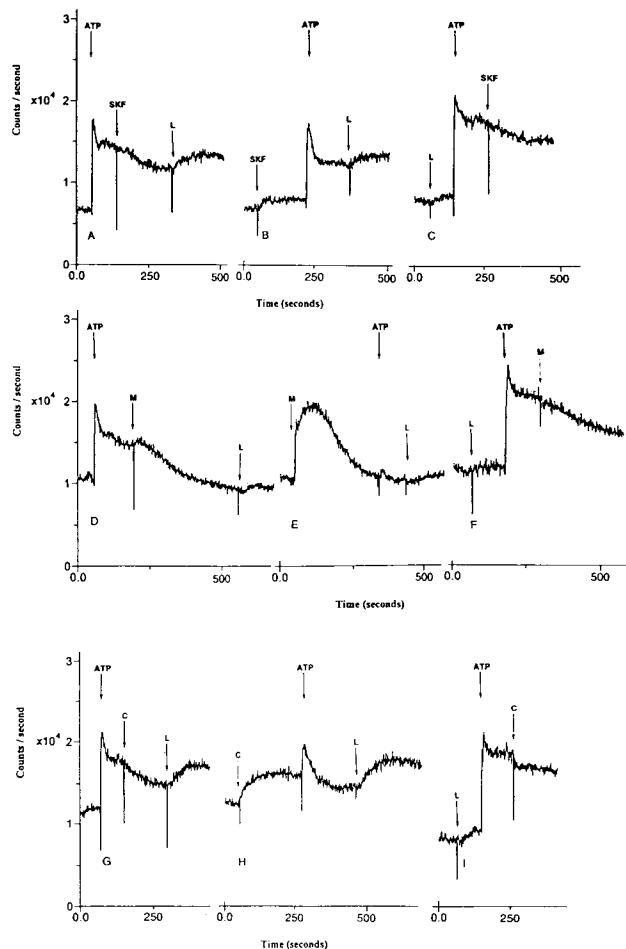 ATP ATP ATP
SKF SKF
L L
SKF L
Counts / second
x10⁴
3
2
1
0
A B C
0.0 250 500 0.0 250 500 0.0 250 500
Time (seconds)
ATP ATP ATP
M M
M L L L
Counts / second
x10⁴
3
2
1
0
D E F
0.0 500 0.0 500 0.0 500
Time (seconds)
ATP ATP ATP
C C
L L
C L
Counts / second
x10⁴
3
2
1
0
G H I
0.0 250 0.0 250 500 0.0 250
Time (seconds)